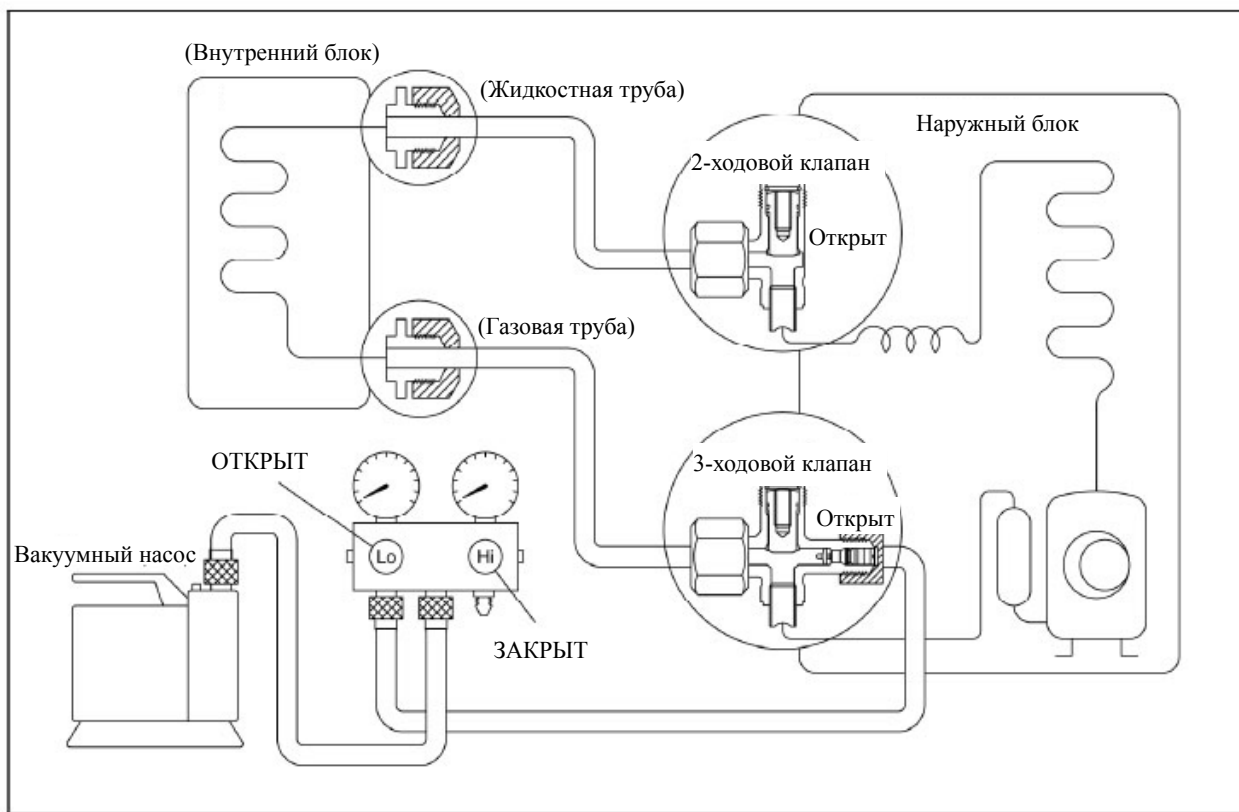 (Внутренний блок)
(Жидкостная труба)
Наружный блок
2-ходовой клапан
Открыт
(Газовая труба)
3-ходовой клапан
Открыт
ОТКРЫТ
Вакуумный насос
Lo
Hi
ЗАКРЫТ